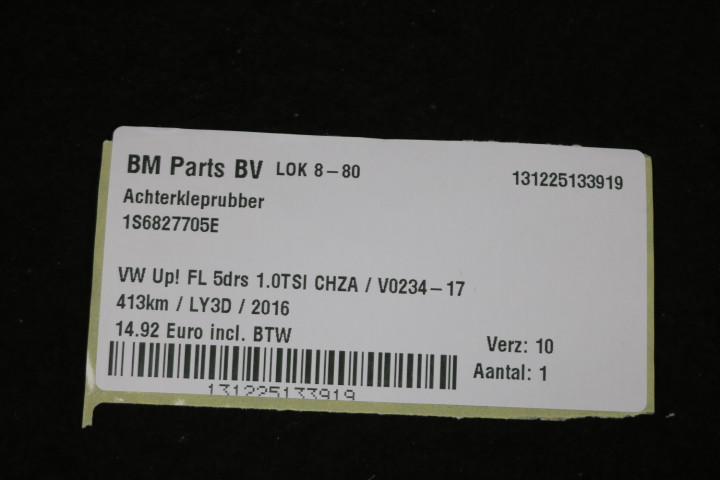 BM Parts BV LOK 8-80 131225133919
Achterkleprubber
1S6827705E
VW Up! FL 5drs 1.0TSI CHZA / V0234-17
413km / LY3D / 2016
14.92 Euro incl. BTW
Verz: 10
Aantal: 1
131225133919